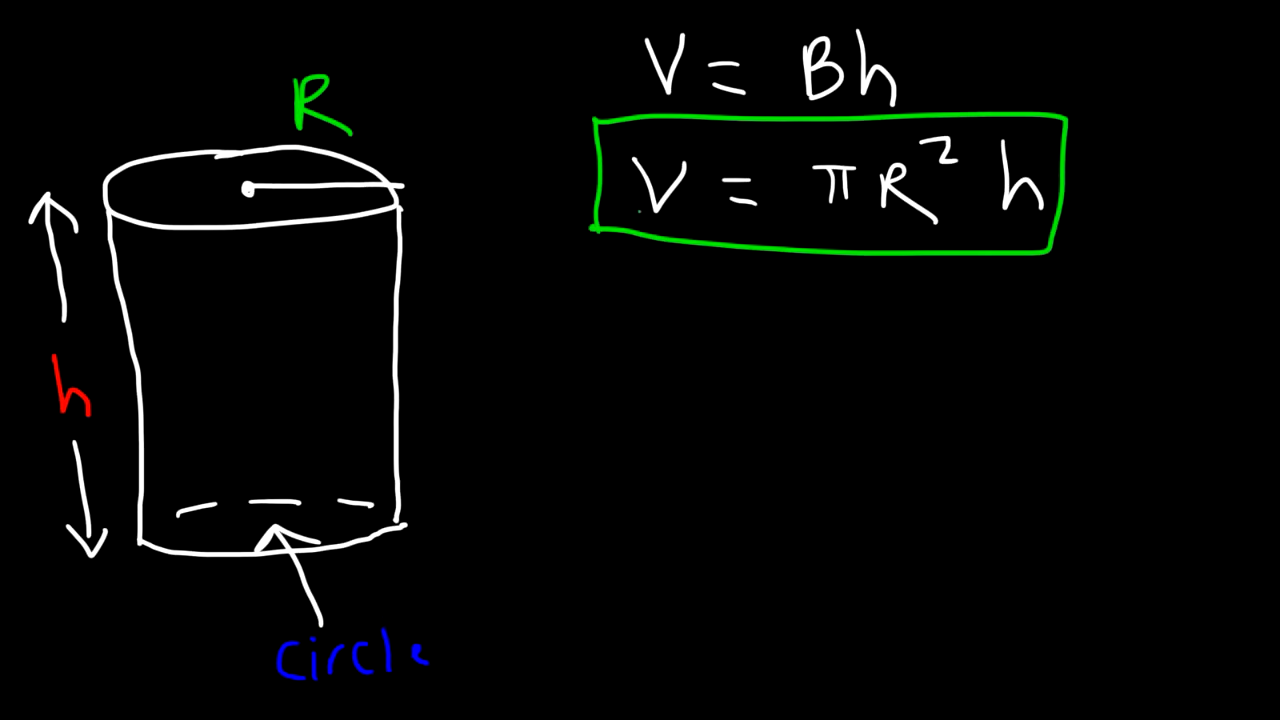 R
V = Bh
V = πR² h
h
circle